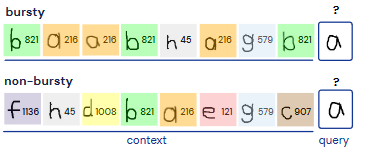 bursty ?
b 821 a 216 a 216 b 821 h 45 a 216 g 579 b 821 a
non-bursty ?
f 1136 h 45 d 1008 b 821 a 216 e 121 g 579 c 907 a
context query